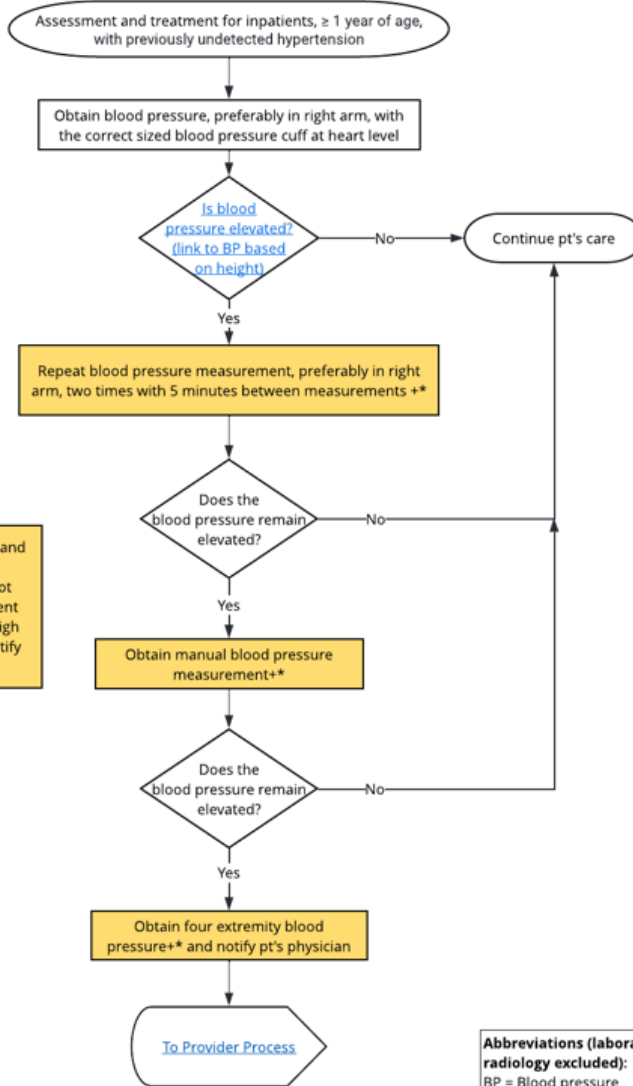 Assessment and treatment for inpatients, ≥ 1 year of age,
with previously undetected hypertension
Obtain blood pressure, preferably in right arm, with
the correct sized blood pressure cuff at heart level
Is blood
pressure elevated?
(link to BP based
on height)
No
Continue pt's care
Yes
Repeat blood pressure measurement, preferably in right
arm, two times with 5 minutes between measurements +*
Does the
blood pressure remain
elevated?
No
and
Yes
Obtain manual blood pressure
measurement+*
Does the
blood pressure remain
elevated?
No
Yes
Obtain four extremity blood
pressure+* and notify pt's physician
To Provider Process
Abbreviations
radiology excluded):
BP = Blood pressure